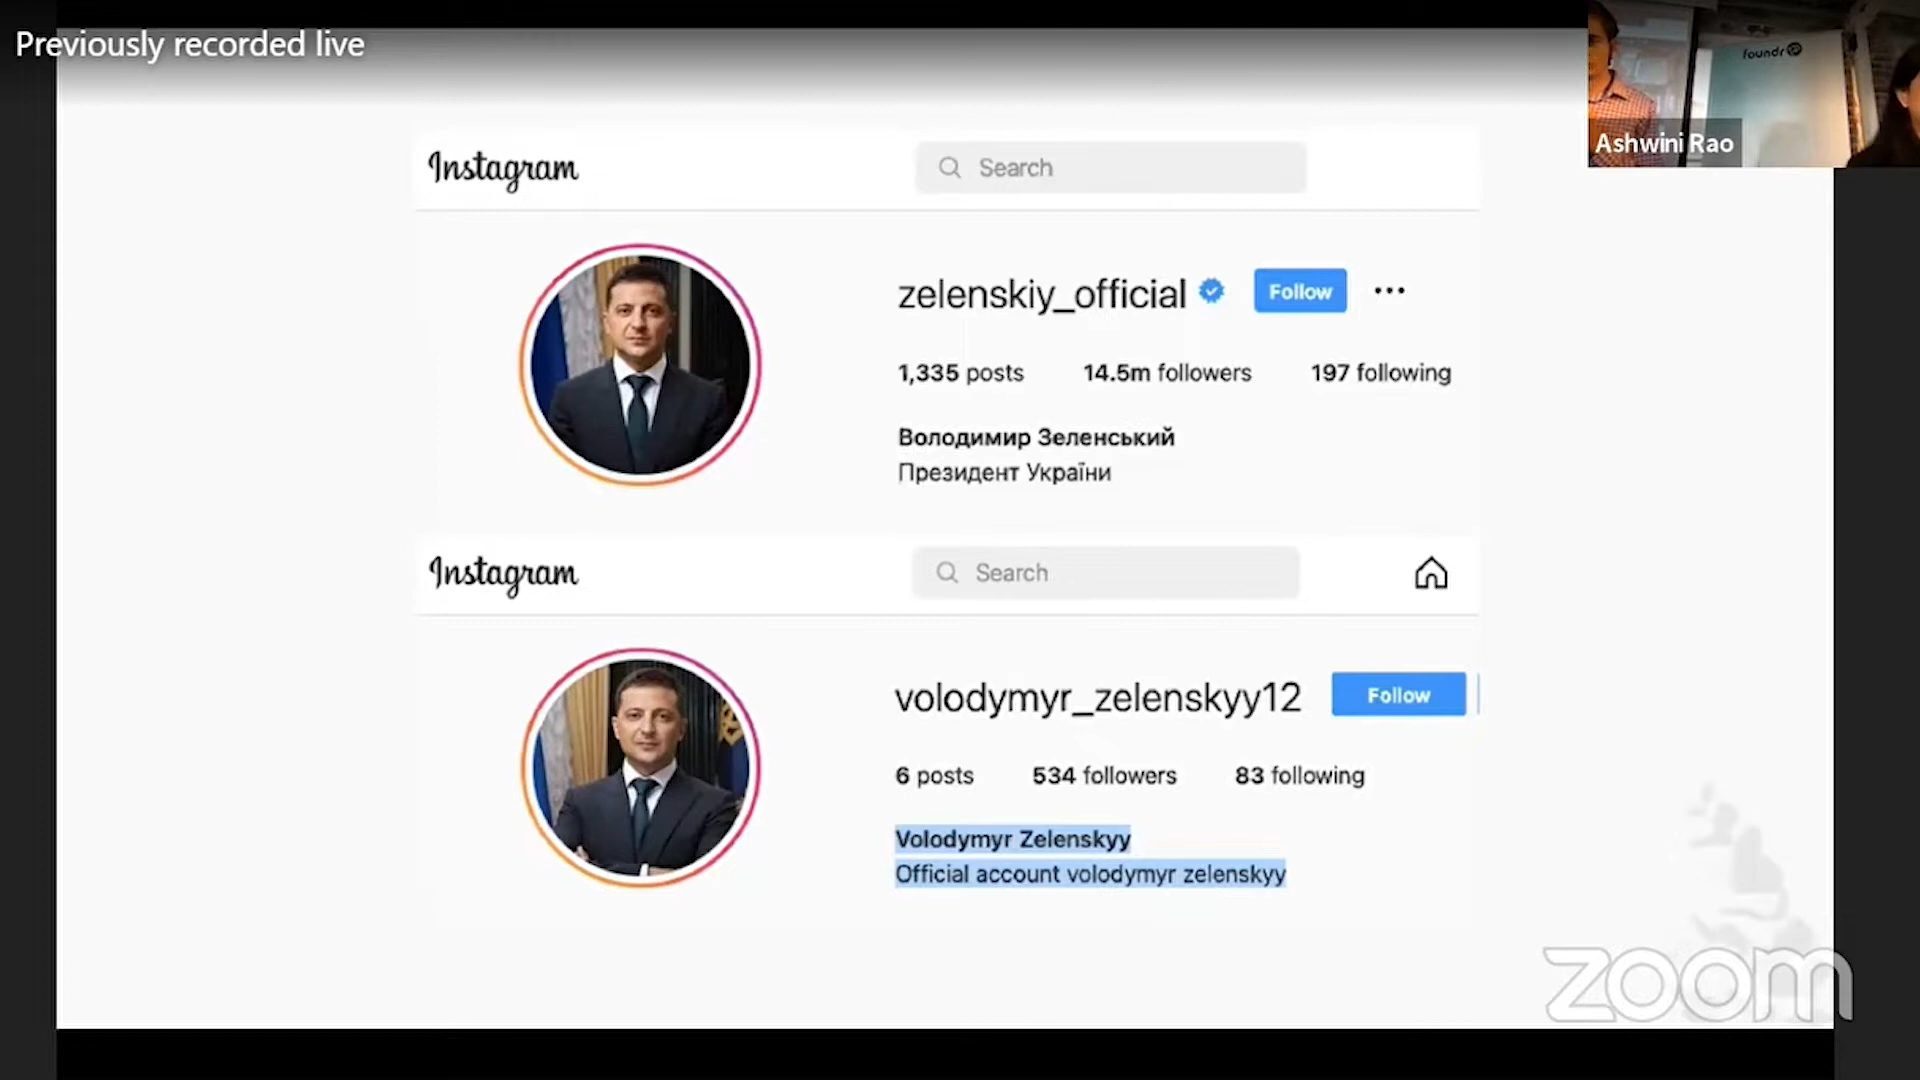 Previously recorded live
foundr
Ashwini Rao
Instagram
Search
zelenskiy_official
Follow
1,335 posts 14.5m followers 197 following
Володимир Зеленський
Президент України
Instagram
Search
volodymyr_zelenskyy12
Follow
6 posts 534 followers 83 following
Volodymyr Zelenskyy
Official account volodymyr zelenskyy
zoom